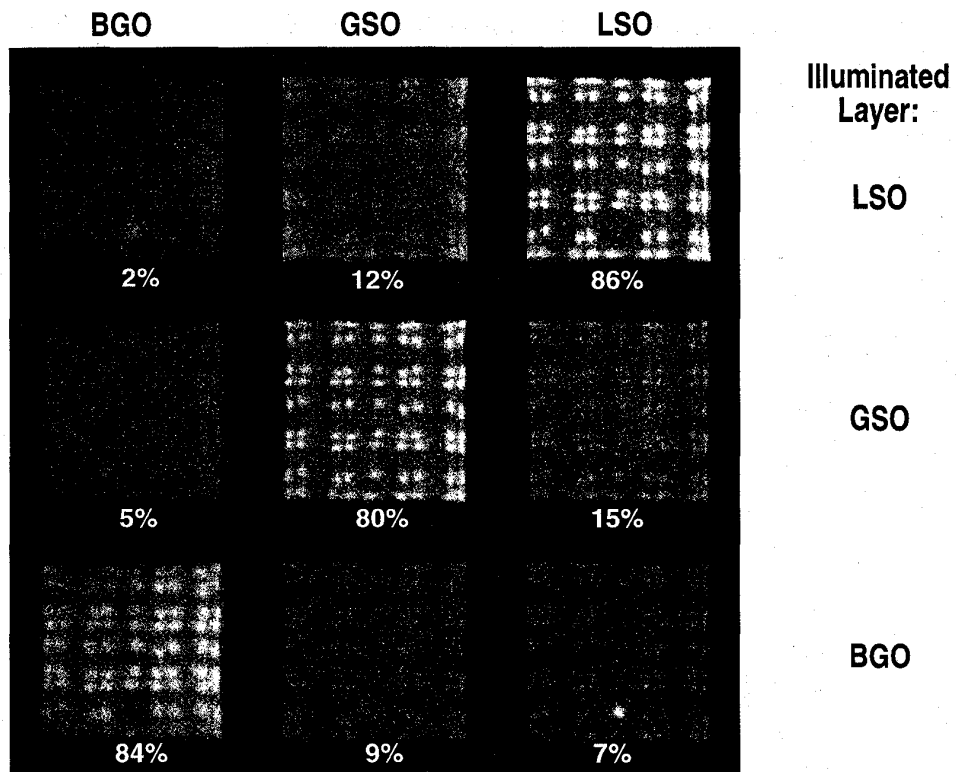 BGO GSO LSO
Illuminated
Layer:
LSO
2% 12% 86%
GSO
5% 80% 15%
BGO
84% 9% 7%